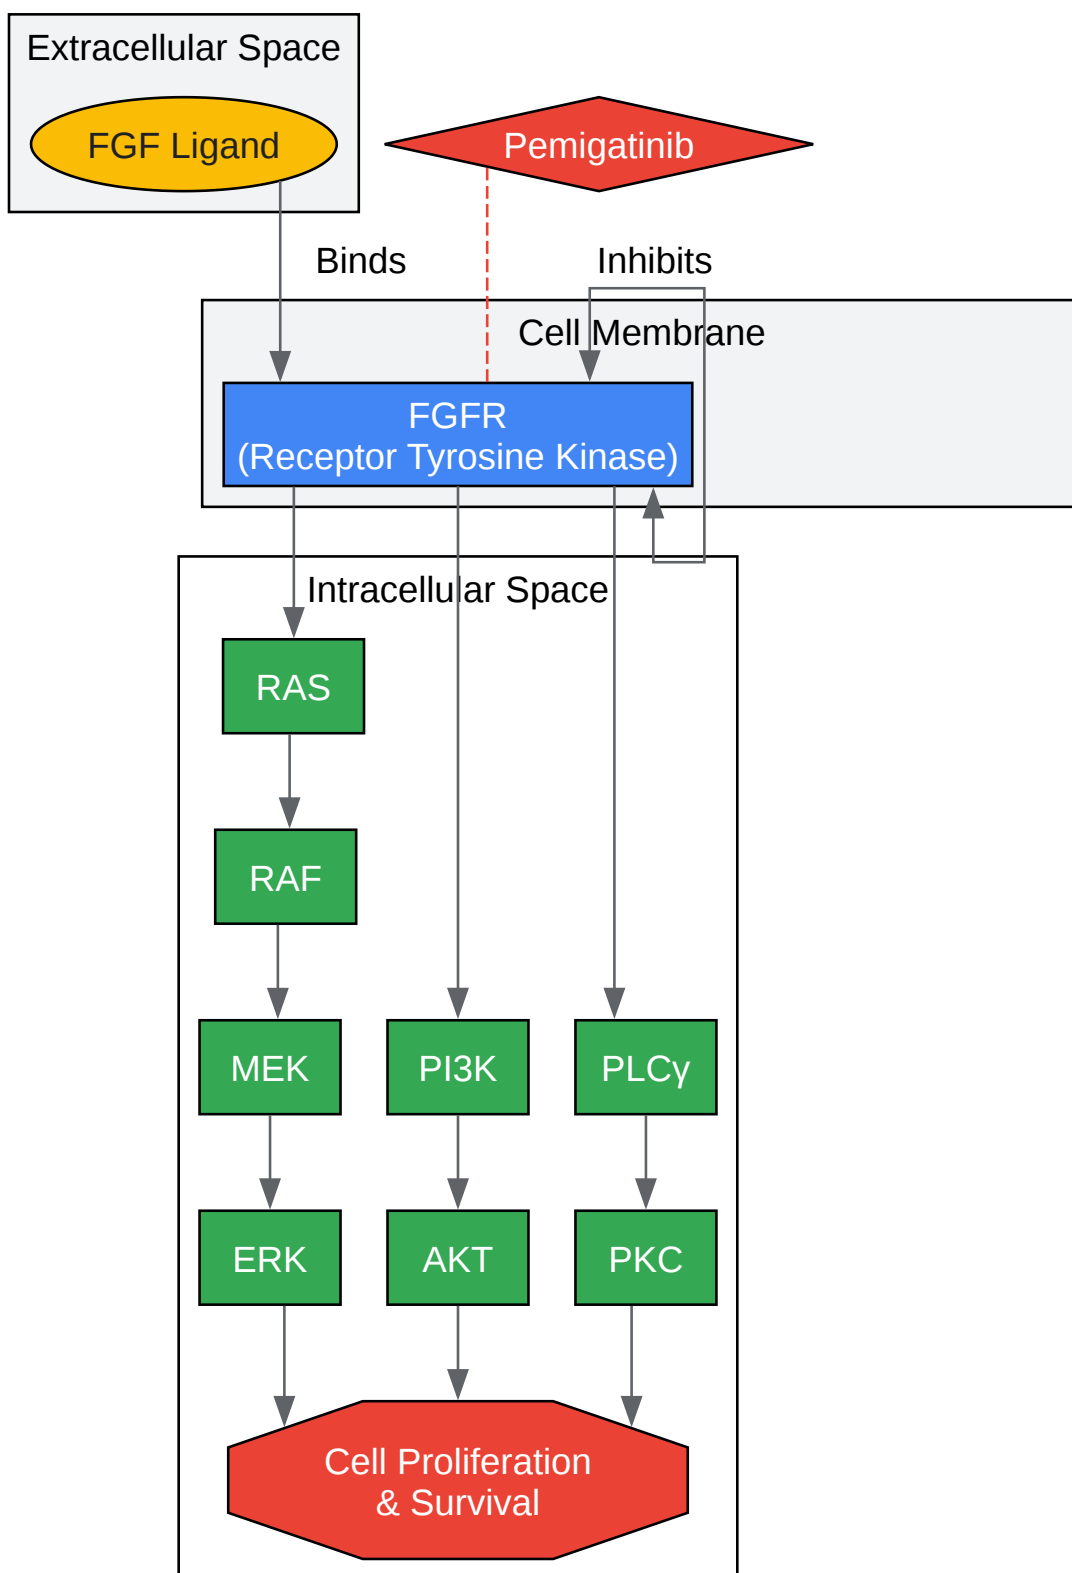 Extracellular Space
FGF Ligand
Pemigatinib
Binds
Inhibits
Cell Membrane
FGFR
(Receptor Tyrosine Kinase)
Intracellular Space
RAS
RAF
MEK
PI3K
PLCγ
ERK
AKT
PKC
Cell Proliferation
& Survival